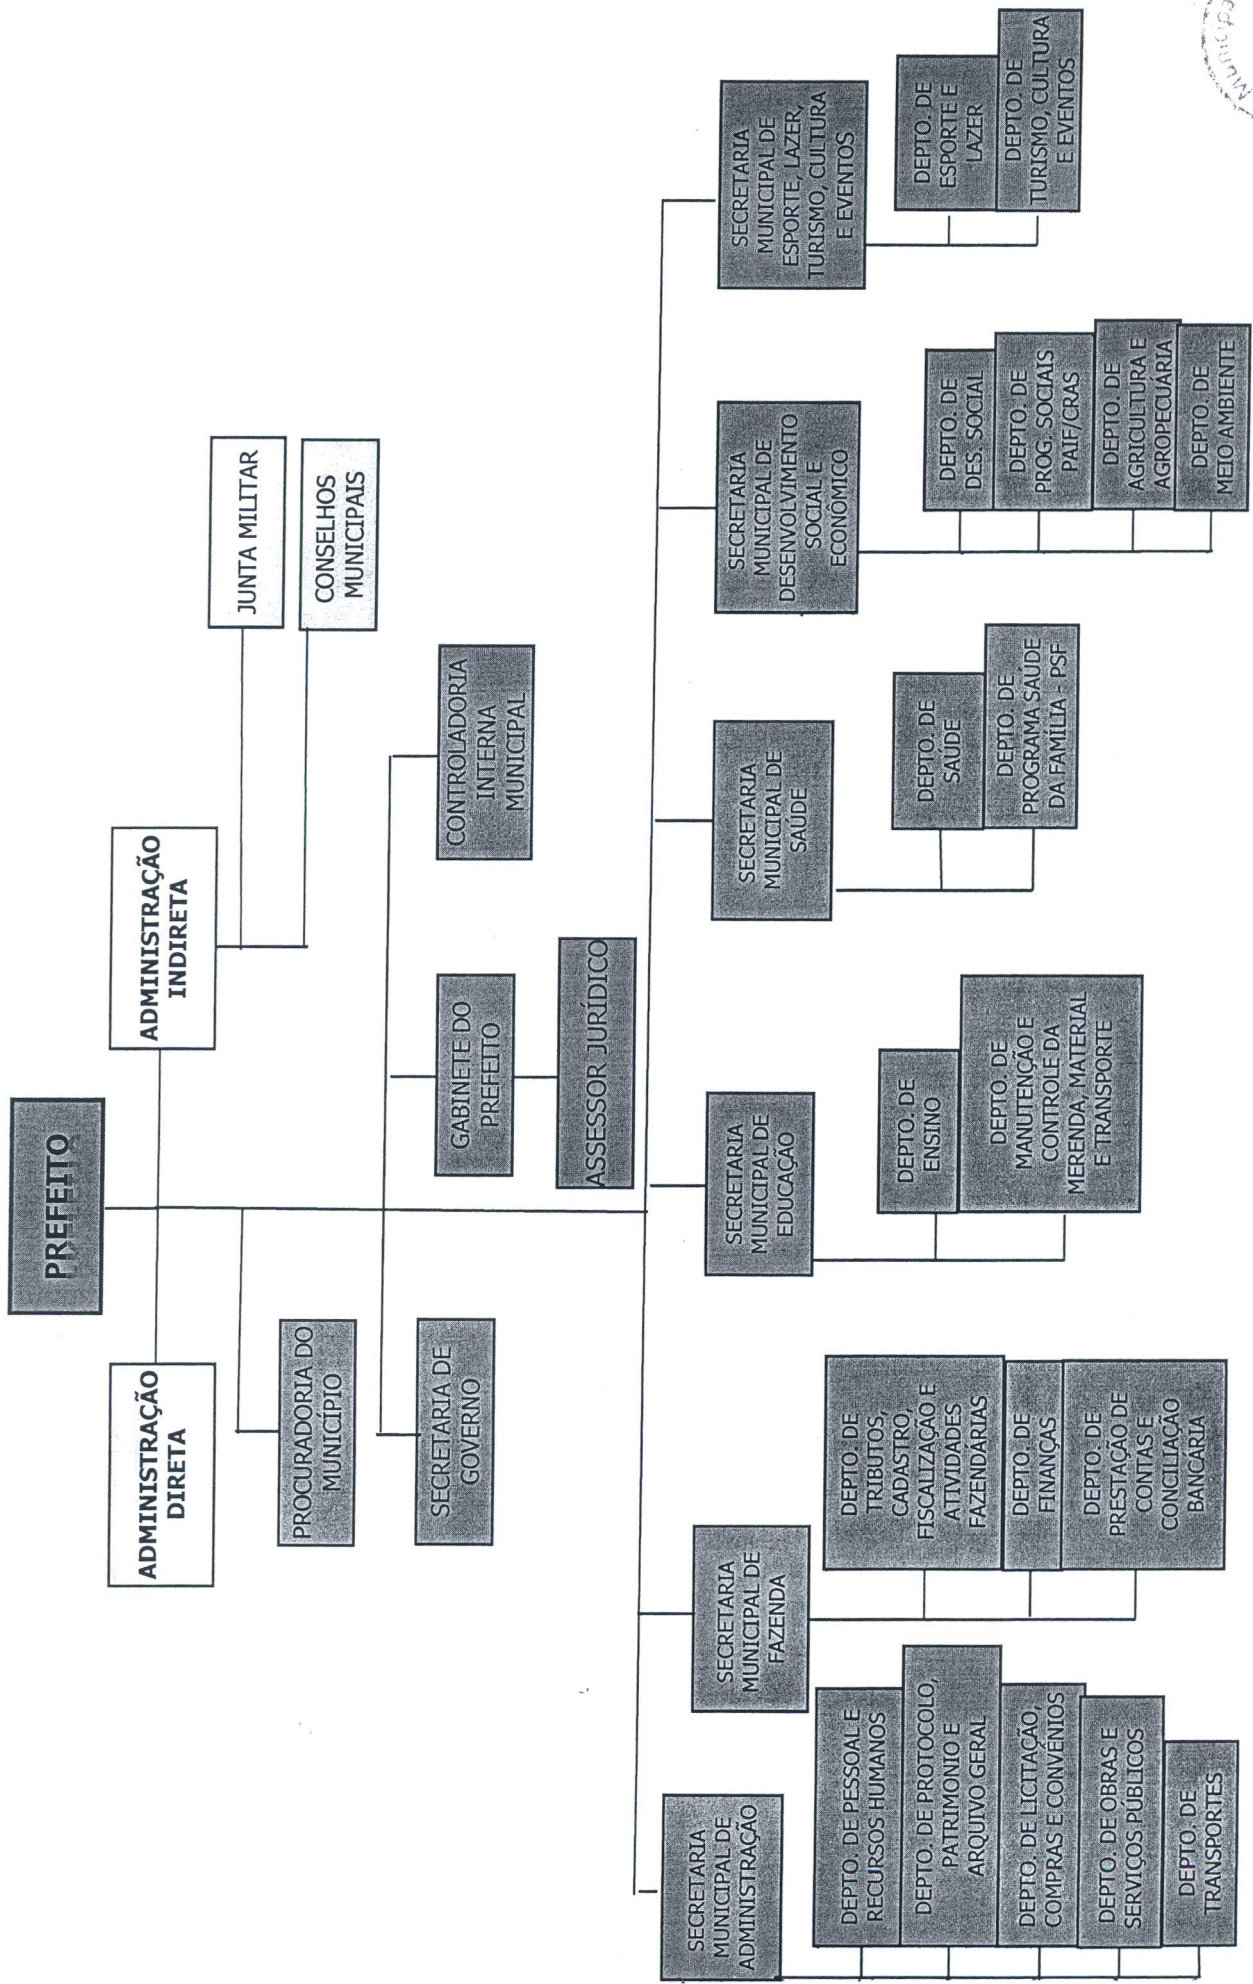 PREFEITO
ADMINISTRAÇÃO
DIRETA
ADMINISTRAÇÃO
INDIRETA
JUNTA MILITAR
CONSELHOS
MUNICIPAIS
PROCURADORIA DO
MUNICÍPIO
SECRETARIA DE
GOVERNO
GABINETE DO
PREFEITO
CONTROLADORIA
INTERNA
MUNICIPAL
ASSESSOR JURÍDICO
SECRETARIA
MUNICIPAL DE
ADMINISTRAÇÃO
DEPTO. DE PESSOAL E
RECURSOS HUMANOS
DEPTO. DE PROTOCOLO,
PATRIMONIO E
ARQUIVO GERAL
DEPTO. DE LICITAÇÃO,
COMPRAS E CONVÊNIOS
DEPTO. DE OBRAS E
SERVIÇOS PÚBLICOS
DEPTO. DE
TRANSPORTES
SECRETARIA
MUNICIPAL DE
FAZENDA
DEPTO. DE
TRIBUTOS,
CADASTRO,
FISCALIZAÇÃO E
ATIVIDADES
FAZENDÁRIAS
DEPTO. DE
FINANÇAS
DEPTO. DE
PRESTAÇÃO DE
CONTAS E
CONCILIAÇÃO
BANCÁRIA
SECRETARIA
MUNICIPAL DE
EDUCAÇÃO
DEPTO. DE
ENSINO
DEPTO. DE
MANUTENÇÃO E
CONTROLE DA
MERENDA, MATERIAL
E TRANSPORTE
SECRETARIA
MUNICIPAL DE
SAÚDE
DEPTO. DE
SAÚDE
DEPTO. DE
PROGRAMA SAÚDE
DA FAMÍLIA - PSF
SECRETARIA
MUNICIPAL DE
DESENVOLVIMENTO
SOCIAL E
ECONÔMICO
DEPTO. DE
DES. SOCIAL
DEPTO. DE
PROG. SOCIAIS
PAIF/CRAS
DEPTO. DE
AGRICULTURA E
AGROPECUÁRIA
DEPTO. DE
MEIO AMBIENTE
SECRETARIA
MUNICIPAL DE
ESPORTE, LAZER,
TURISMO, CULTURA
E EVENTOS
DEPTO. DE
ESPORTE E
LAZER
DEPTO. DE
TURISMO, CULTURA
E EVENTOS